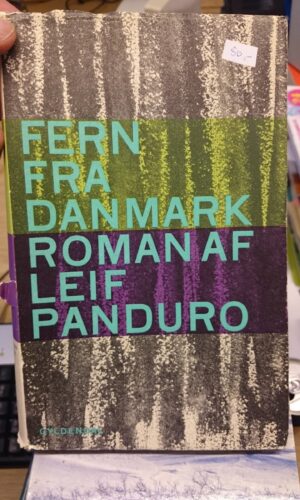 50,-
FERN
FRA
DANMARK
ROMAN AF
LEIF
PANDURO
GYLDENDAL